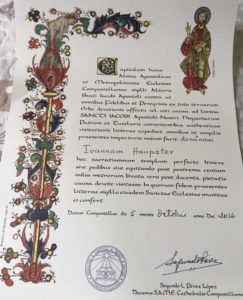 Capitulum huius
Almae Apostolicae
et Metropolitanae Ecclesiae
Compostellanae sigilli Altaris
Beati Iacobi Apostoli custos, ut
omnibus Fidelibus et Peregrinis ex toto terrarum
Orbe, devotionis affectu vel voti causa, ad limina
SANCTI IACOBI Apostoli Nostri Hispaniarum
Patroni et Tutelaris convenientibus, authenticas
visitationis litteras expediat, omnibus et singulis
praesentes inspecturis, notum facit: dominam
Ioannam
hoc sacratissimum templum, perfecto itinere
sive pedibus sive equitando post postrema centum
milia metrorum, birota vero post ducenta, pietatis
causa, devote visitasse. In quorum fidem praesentes
litteras, sigillo eiusdem Sanctae Ecclesiae munitas,
ei confero.
Datum Compostellae die 5 mensis Octobris anno Dni 2016
Segundo L. Pérez López
Decanus S.A.M.E. Cathedralis Compostellanae